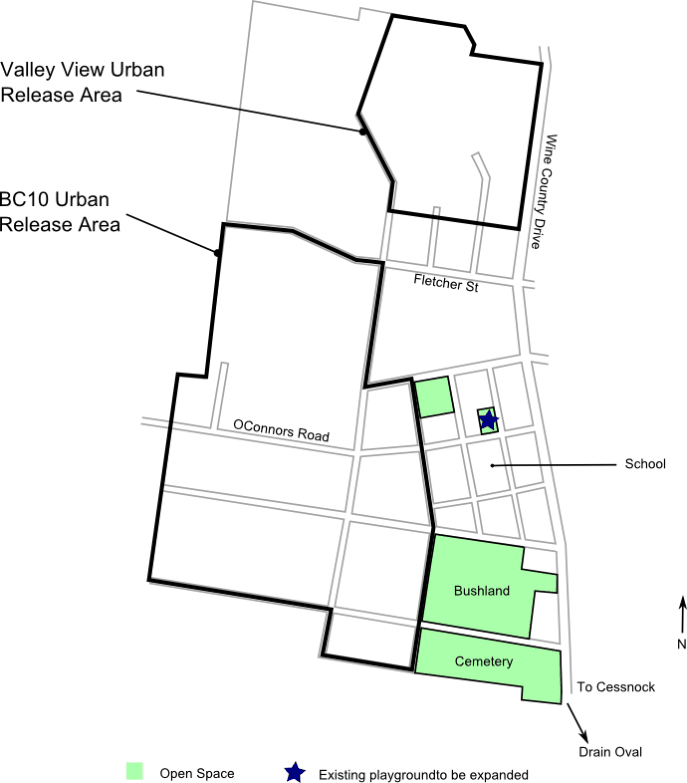 Valley View Urban
Release Area
BC10 Urban
Release Area
Wine Country Drive
Fletcher St
OConnors Road
School
Bushland
Cemetery
N
To Cessnock
Drain Oval
Open Space
Existing playgroundto be expanded